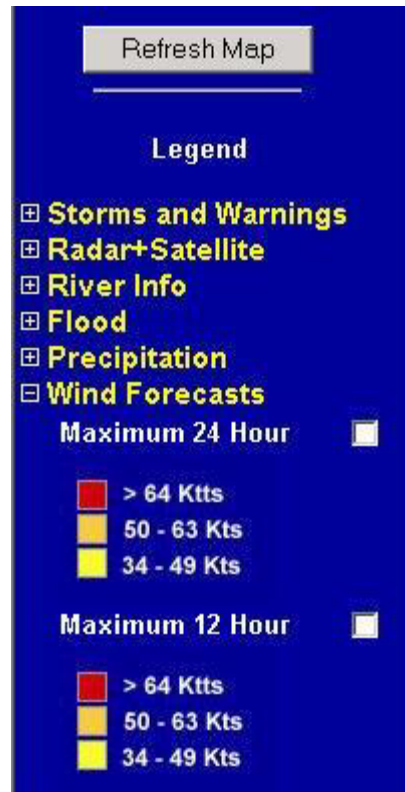 Refresh Map
Legend
Storms and Warnings
Radar+Satellite
River Info
Flood
Precipitation
Wind Forecasts
Maximum 24 Hour
> 64 Ktts
50 - 63 Kts
34 - 49 Kts
Maximum 12 Hour
> 64 Ktts
50 - 63 Kts
34 - 49 Kts